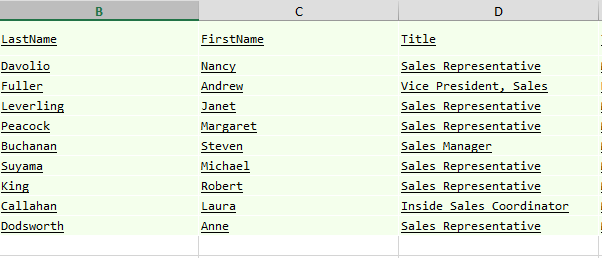 B C D
LastName FirstName Title
Davolio Nancy Sales Representative
Fuller Andrew Vice President, Sales
Leverling Janet Sales Representative
Peacock Margaret Sales Representative
Buchanan Steven Sales Manager
Suyama Michael Sales Representative
King Robert Sales Representative
Callahan Laura Inside Sales Coordinator
Dodsworth Anne Sales Representative